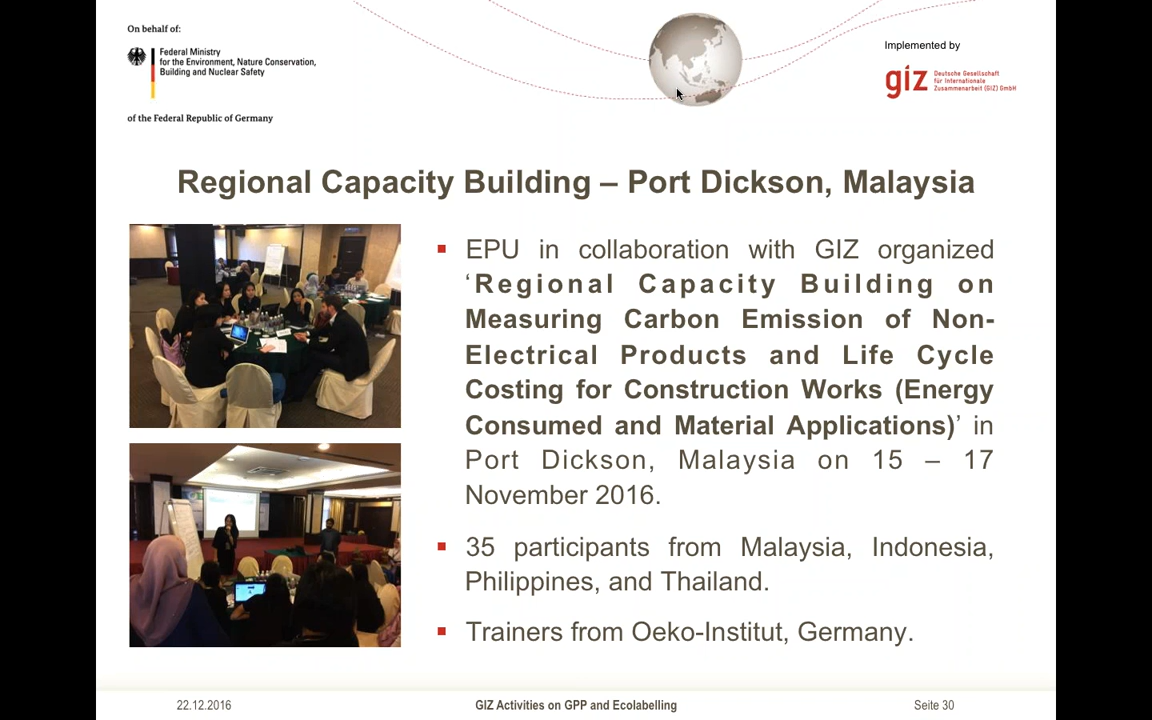 On behalf of:
Federal Ministry
for the Environment, Nature Conservation,
Building and Nuclear Safety
of the Federal Republic of Germany
Implemented by
giz
Deutsche Gesellschaft
für Internationale
Zusammenarbeit (GIZ) GmbH
Regional Capacity Building – Port Dickson, Malaysia
EPU in collaboration with GIZ organized
‘Regional Capacity Building on
Measuring Carbon Emission of Non-
Electrical Products and Life Cycle
Costing for Construction Works (Energy
Consumed and Material Applications)’ in
Port Dickson, Malaysia on 15 – 17
November 2016.
35 participants from Malaysia, Indonesia,
Philippines, and Thailand.
Trainers from Oeko-Institut, Germany.
22.12.2016
GIZ Activities on GPP and Ecolabelling
Seite 30